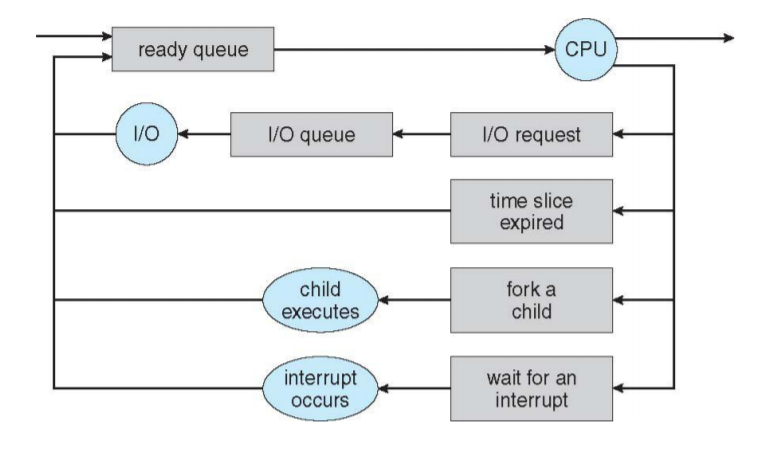 ready queue
CPU
I/O
I/O queue
I/O request
time slice
expired
child
executes
fork a
child
interrupt
occurs
wait for an
interrupt